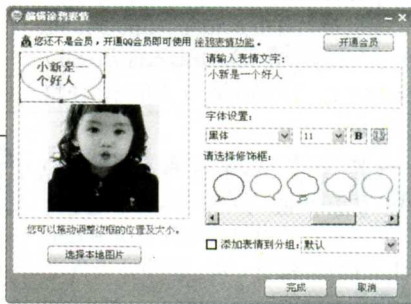 编辑涂鸦表情
您还不是会员，开通QQ会员即可使用 涂鸦表情功能。
开通会员
小新是一
个好人
请输入表情文字：
小新是一个好人
字体设置：
黑体
11
B
请选择修饰框：
您可以拖动调整边框的位置及大小。
选择本地图片
添加表情到分组：默认
完成
取消